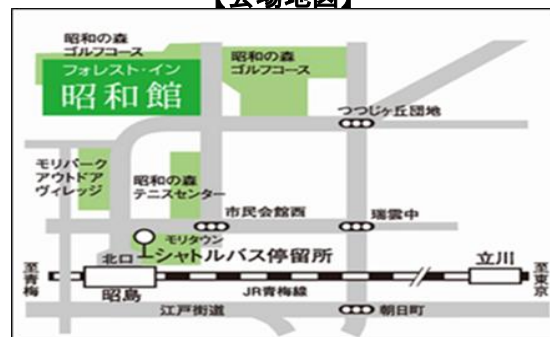 【会場地図】
昭和の森
ゴルフコース
昭和の森
ゴルフコース
フォレスト・イン
昭和館
つつじヶ丘団地
モリパーク
アウトドア
ヴィレッジ
昭和の森
テニスセンター
市民会館西
瑞雲中
モリタウン
北口
シャトルバス停留所
立川
至青梅
至東京
昭島
JR青梅線
江戸街道
朝日町